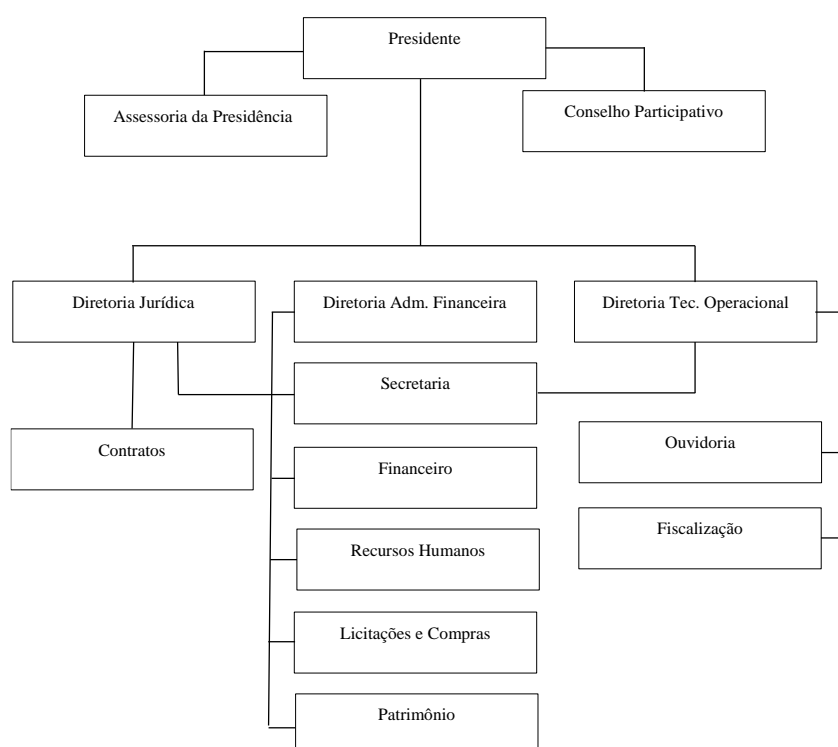 Presidente
Assessoria da Presidência
Conselho Participativo
Diretoria Jurídica
Diretoria Adm. Financeira
Diretoria Tec. Operacional
Secretaria
Contratos
Ouvidoria
Financeiro
Fiscalização
Recursos Humanos
Licitações e Compras
Patrimônio